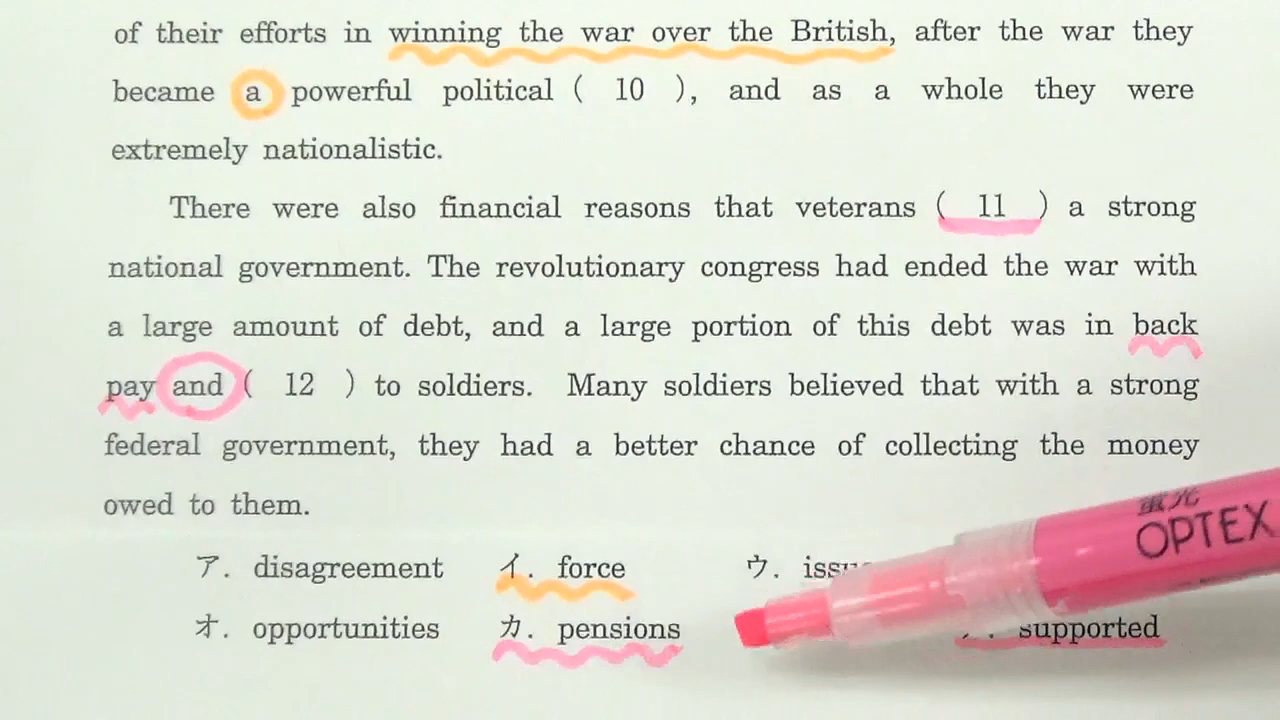 of their efforts in winning the war over the British, after the war they
became a powerful political ( 10 ), and as a whole they were
extremely nationalistic.
There were also financial reasons that veterans ( 11 ) a strong
national government. The revolutionary congress had ended the war with
a large amount of debt, and a large portion of this debt was in back
pay and ( 12 ) to soldiers. Many soldiers believed that with a strong
federal government, they had a better chance of collecting the money
owed to them.
ア. disagreement イ. force ウ.
オ. opportunities カ. pensions supported
蛍光
OPTEX